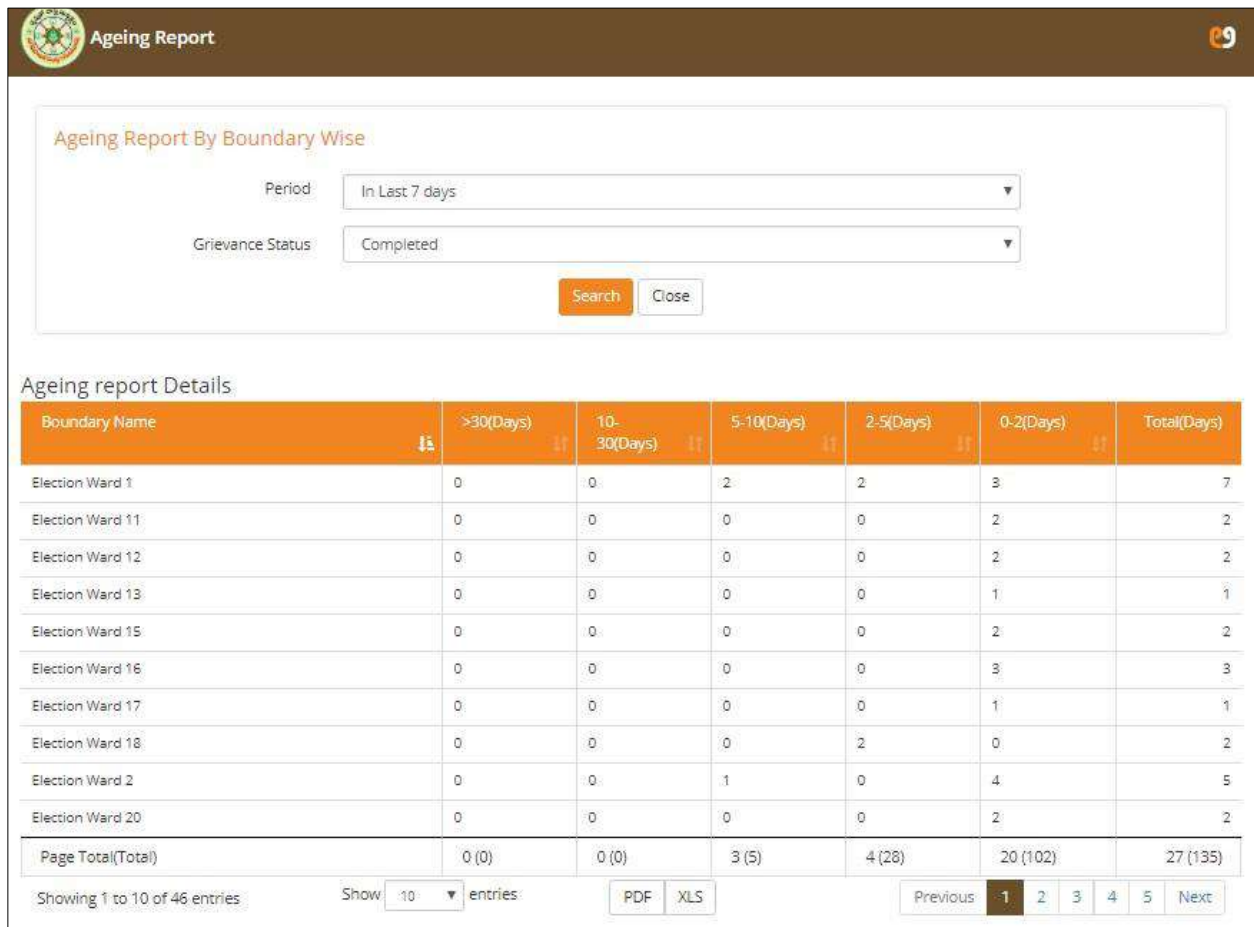 Ageing Report
Ageing Report By Boundary Wise
Period In Last 7 days
Grievance Status Completed
Search Close
Ageing report Details
Boundary Name >30(Days) 10-30(Days) 5-10(Days) 2-5(Days) 0-2(Days) Total(Days)
Election Ward 1 0 0 2 2 3 7
Election Ward 11 0 0 0 0 2 2
Election Ward 12 0 0 0 0 2 2
Election Ward 13 0 0 0 0 1 1
Election Ward 15 0 0 0 0 2 2
Election Ward 16 0 0 0 0 3 3
Election Ward 17 0 0 0 0 1 1
Election Ward 18 0 0 0 2 0 2
Election Ward 2 0 0 1 0 4 5
Election Ward 20 0 0 0 0 2 2
Page Total(Total) 0 (0) 0 (0) 3 (5) 4 (28) 20 (102) 27 (135)
Showing 1 to 10 of 46 entries Show 10 entries PDF XLS Previous 1 2 3 4 5 Next